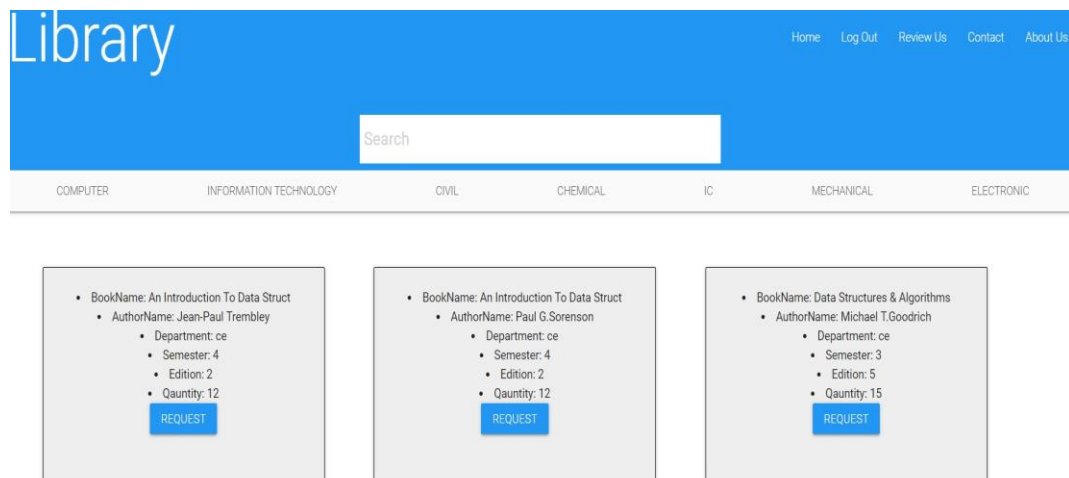 Library
Home Log Out Review Us Contact About Us
Search
COMPUTER INFORMATION TECHNOLOGY CIVIL CHEMICAL IC MECHANICAL ELECTRONIC
• BookName: An Introduction To Data Struct
• AuthorName: Jean-Paul Trembley
• Department: ce
• Semester: 4
• Edition: 2
• Qauntity: 12
REQUEST
• BookName: An Introduction To Data Struct
• AuthorName: Paul G.Sorenson
• Department: ce
• Semester: 4
• Edition: 2
• Qauntity: 12
REQUEST
• BookName: Data Structures & Algorithms
• AuthorName: Michael T.Goodrich
• Department: ce
• Semester: 3
• Edition: 5
• Qauntity: 15
REQUEST